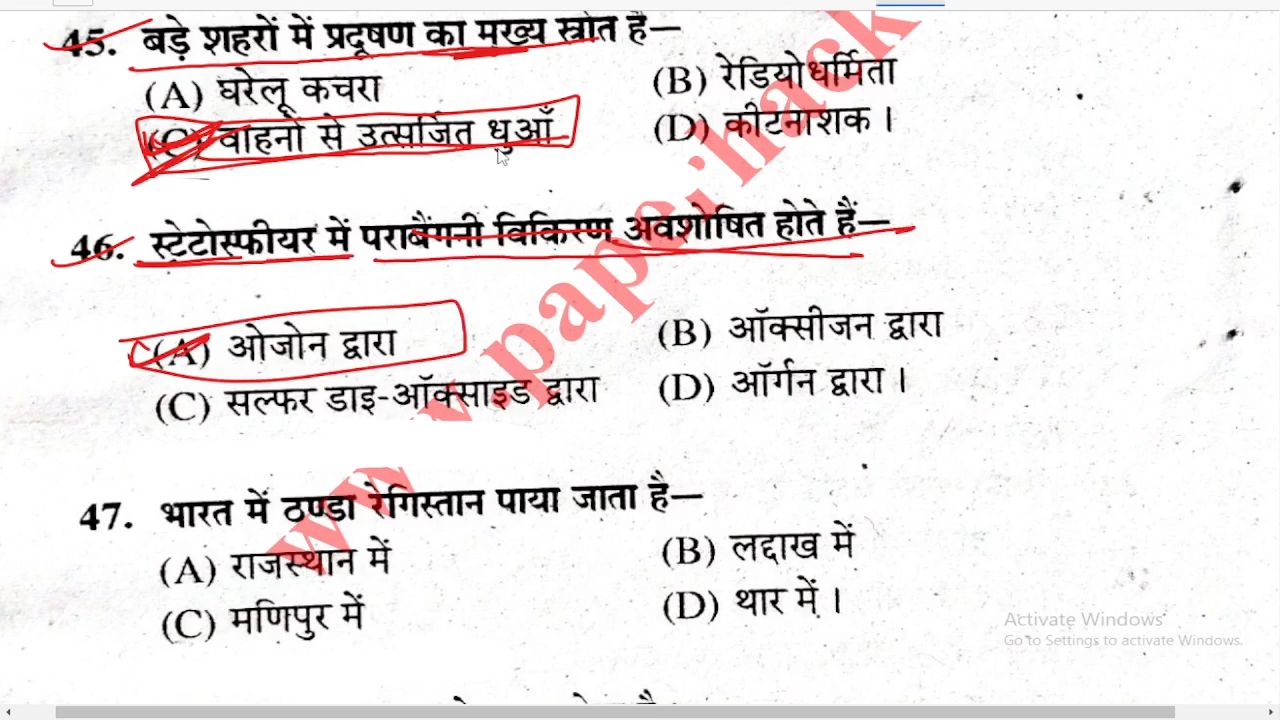 45. बड़े शहरों में प्रदूषण का मुख्य स्त्रोत है—
(A) घरेलू कचरा (B) रेडियोधर्मिता
(C) वाहनों से उत्सर्जित धुआँ (D) कीटनाशक ।
46. स्टेटोस्फीयर में पराबैंगनी विकिरण अवशोषित होते हैं—
(A) ओजोन द्वारा (B) ऑक्सीजन द्वारा
(C) सल्फर डाइ-ऑक्साइड द्वारा (D) ऑर्गन द्वारा ।
47. भारत में ठण्डा रेगिस्तान पाया जाता है—
(A) राजस्थान में (B) लद्दाख में
(C) मणिपुर में (D) थार में ।
Activate Windows
Go to Settings to activate Windows.